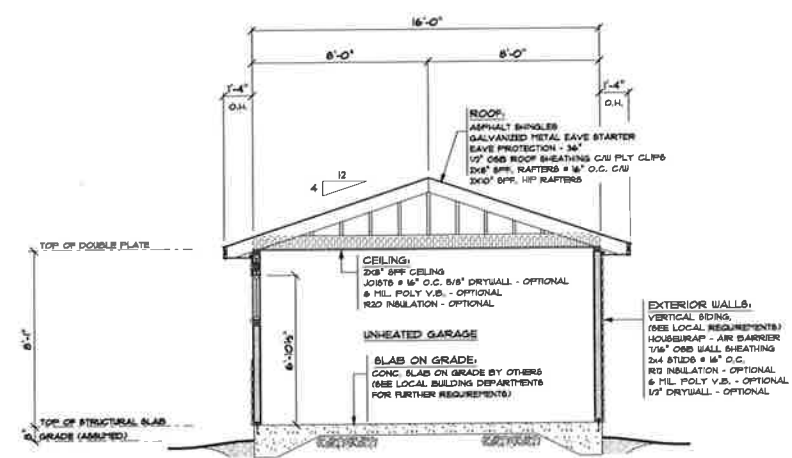 16'-0"
8'-0" 8'-0"
1'-4" 1'-4"
O.H. O.H.
ROOF:
ASPHALT SHINGLES
GALVANIZED METAL EAVE STARTER
EAVE PROTECTION - 36"
1/2" OSB ROOF SHEATHING C/W PLY CLIPS
2X8" SPF, RAFTERS @ 16" O.C. C/W
2X10" SPF, HIP RAFTERS
12
4
TOP OF DOUBLE PLATE
CEILING:
2X8" SPF CEILING
JOISTS @ 16" O.C. 5/8" DRYWALL - OPTIONAL
6 MIL POLY V.B. - OPTIONAL
R20 INSULATION - OPTIONAL
8'-1"
6'-10½"
UNHEATED GARAGE
SLAB ON GRADE:
CONC. SLAB ON GRADE BY OTHERS
(SEE LOCAL BUILDING DEPARTMENTS
FOR FURTHER REQUIREMENTS)
EXTERIOR WALLS:
VERTICAL SIDING,
(SEE LOCAL REQUIREMENTS)
HOUSEWRAP - AIR BARRIER
7/16" OSB WALL SHEATHING
2x4 STUDS @ 16" O.C.
R12 INSULATION - OPTIONAL
6 MIL POLY V.B. - OPTIONAL
1/2" DRYWALL - OPTIONAL
TOP OF STRUCTURAL SLAB
8"
GRADE (ASSUMED)